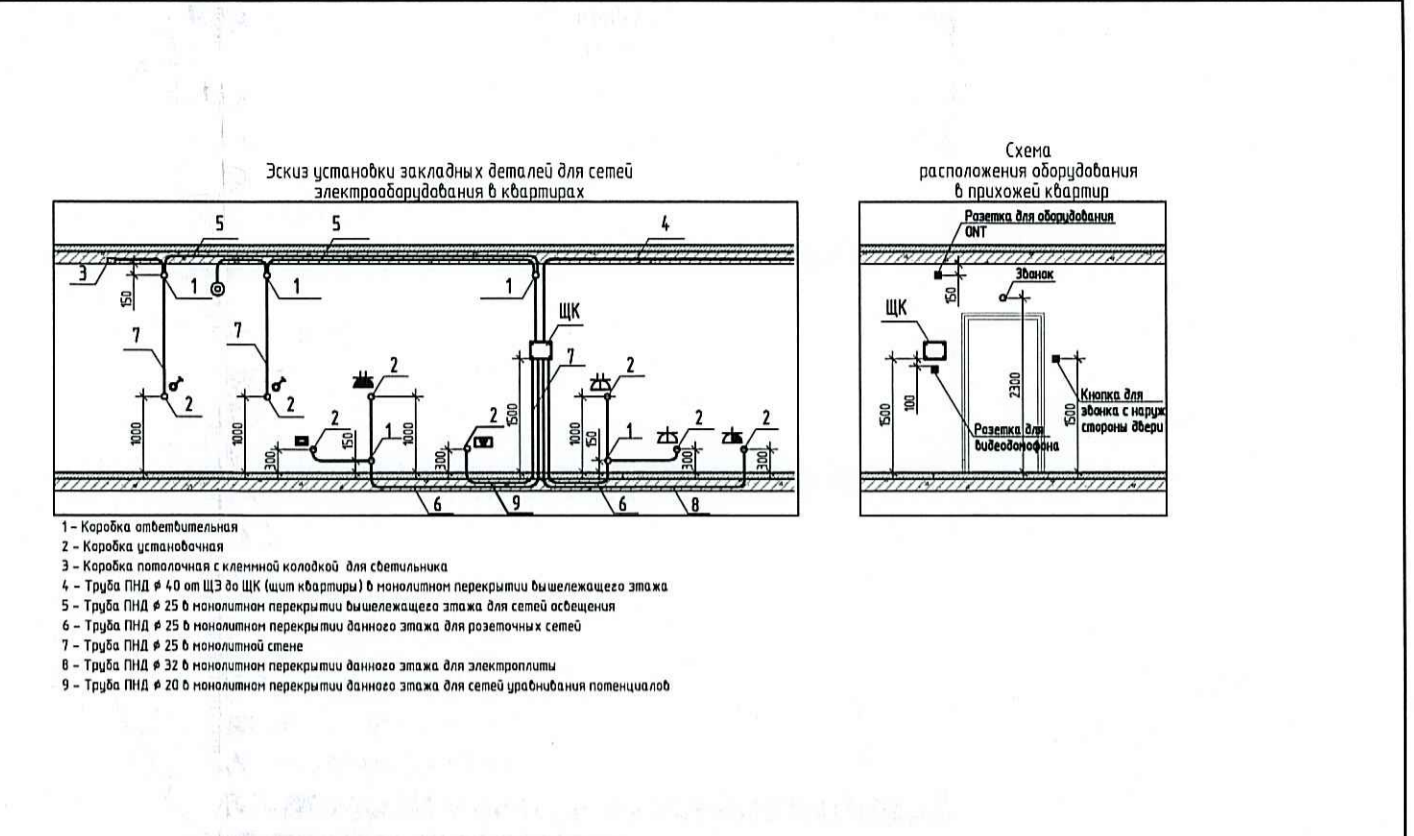 Эскиз установки закладных деталей для сетей
электрооборудования в квартирах
5
5
4
3
1
1
1
150
ЩК
7
7
7
2
2
2
2
2
2
2
2
1
1
1000
1000
300
150
1000
300
1500
1000
150
300
300
6
9
6
8
1 - Коробка ответвительная
2 - Коробка установочная
3 - Коробка потолочная с клеммной колодкой для светильника
4 - Труба ПНД ø 40 от ЩЭ до ЩК (щит квартиры) в монолитном перекрытии вышележащего этажа
5 - Труба ПНД ø 25 в монолитном перекрытии вышележащего этажа для сетей освещения
6 - Труба ПНД ø 25 в монолитном перекрытии данного этажа для розеточных сетей
7 - Труба ПНД ø 25 в монолитной стене
8 - Труба ПНД ø 32 в монолитном перекрытии данного этажа для электроплиты
9 - Труба ПНД ø 20 в монолитном перекрытии данного этажа для сетей уравнивания потенциалов
Схема
расположения оборудования
в прихожей квартир
Розетка для оборудования
ONT
Звонок
150
ЩК
1500
100
2300
1500
Розетка для
видеодомофона
Кнопка для
звонка с наруж
стороны двери